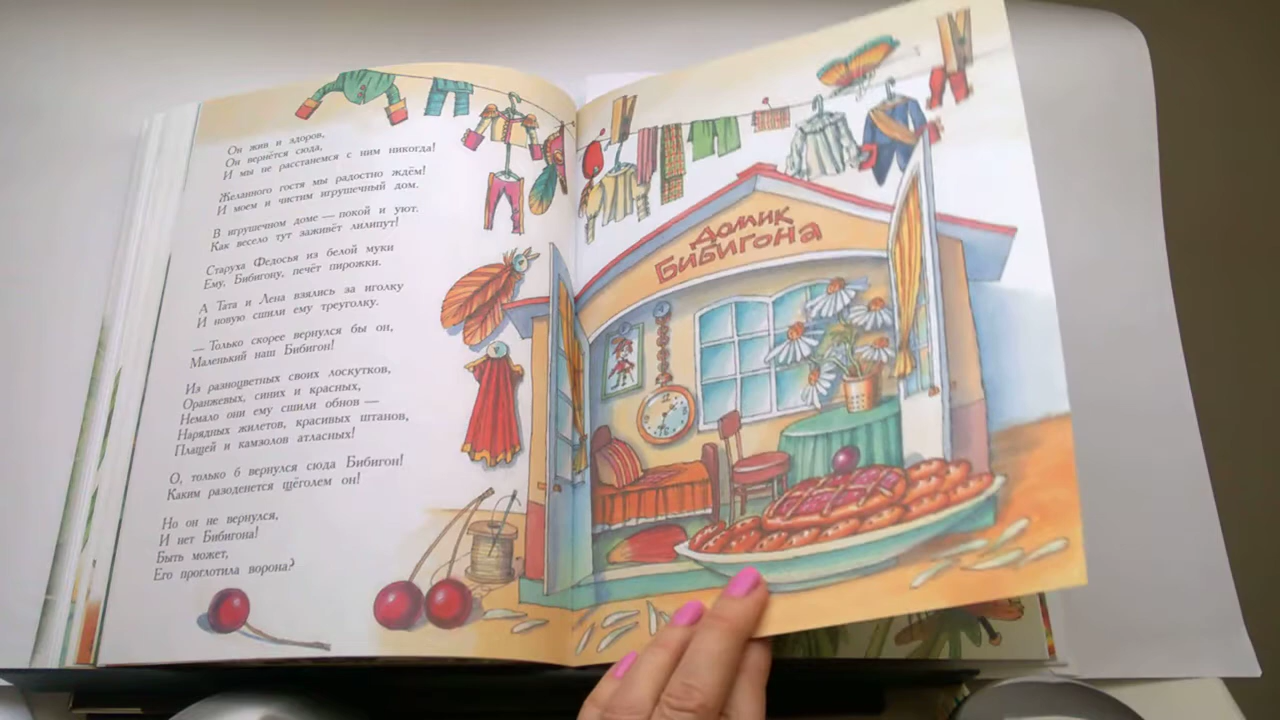 Он жив и здоров,
Он вернётся сюда,
И мы не расстанемся с ним никогда!
Желанного гостя мы радостно ждём!
И моем и чистим игрушечный дом.
В игрушечном доме — покой и уют.
Как весело тут заживёт лилипут!
Старуха Федосья из белой муки
Ему, Бибигону, печёт пирожки.
А Тата и Лена взялись за иголку
И новую сшили ему треуголку.
— Только скорее вернулся бы он,
Маленький наш Бибигон!
Из разноцветных своих лоскутков,
Оранжевых, синих и красных,
Немало они ему сшили обнов —
Нарядных жилетов, красивых штанов,
Плащей и камзолов атласных!
О, только б вернулся сюда Бибигон!
Каким разоденется щёголем он!
Но он не вернулся,
И нет Бибигона!
Быть может,
Его проглотила ворона?
ДОМИК
БИБИГОНА